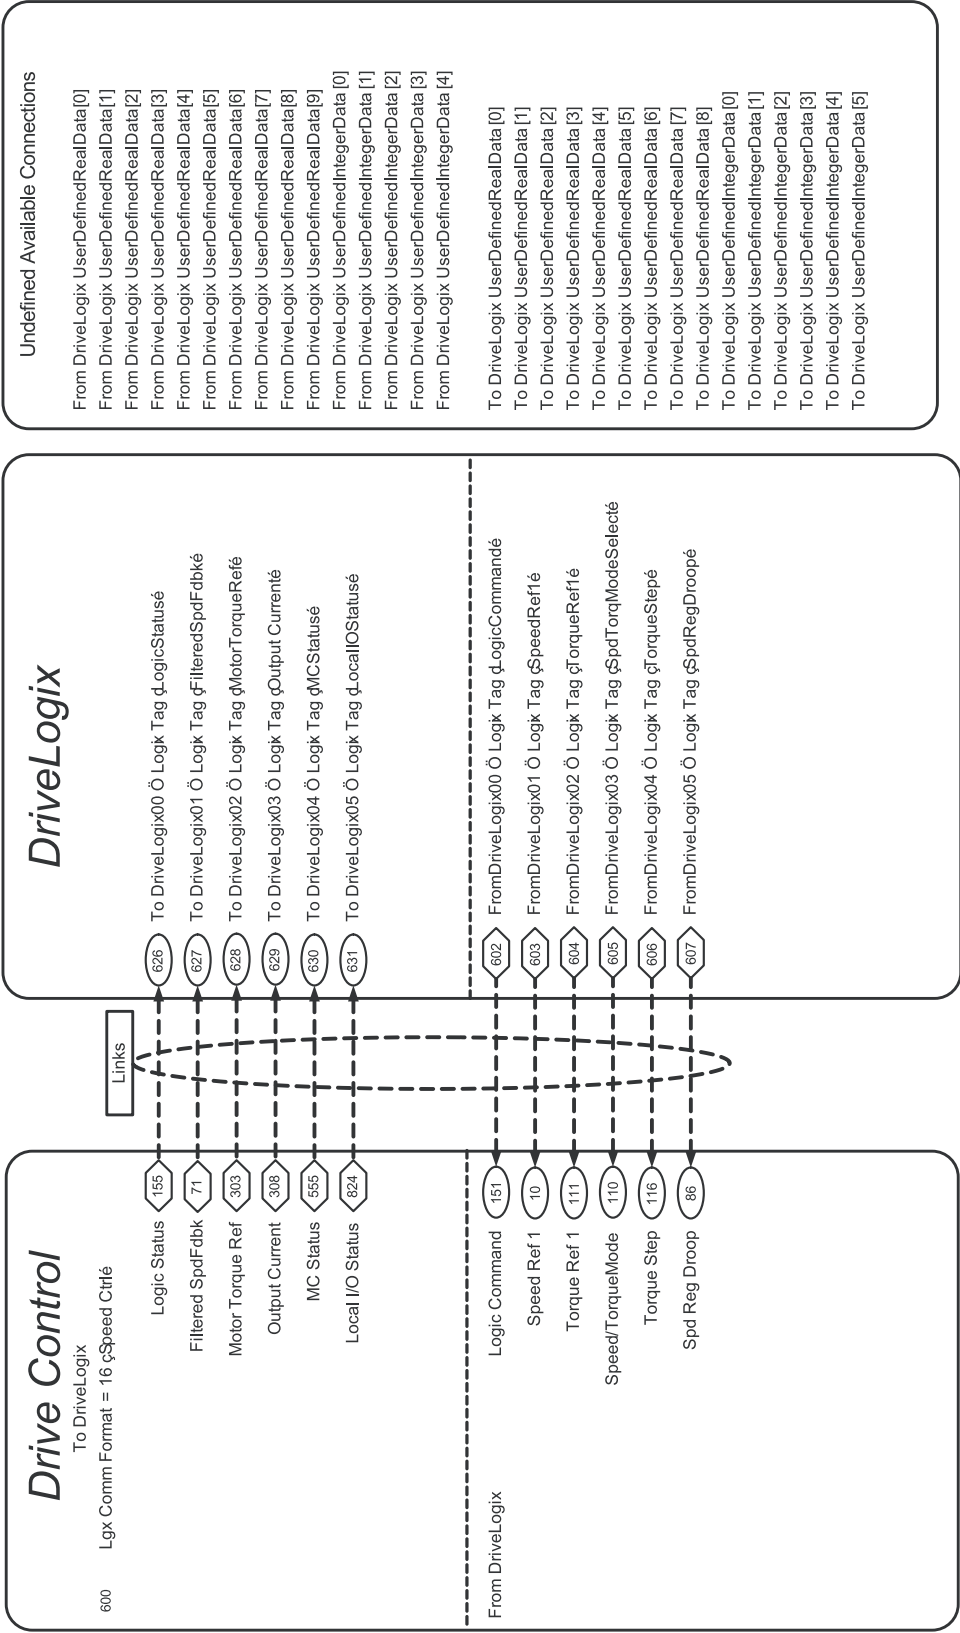 Drive Control
To DriveLogix
600 Lgx Comm Format = 16 çSpeed Ctrlé
Logic Status 155
Filtered SpdFdbk 71
Motor Torque Ref 303
Output Current 308
MC Status 555
Local I/O Status 824
From DriveLogix
Logic Command 151
Speed Ref 1 10
Torque Ref 1 111
Speed/TorqueMode 110
Torque Step 116
Spd Reg Droop 86
Links
DriveLogix
626 To DriveLogix00 Ö Logix Tag çLogicStatusé
627 To DriveLogix01 Ö Logix Tag çFilteredSpdFdbké
628 To DriveLogix02 Ö Logix Tag çMotorTorqueRefé
629 To DriveLogix03 Ö Logix Tag çOutput Currenté
630 To DriveLogix04 Ö Logix Tag çMCStatusé
631 To DriveLogix05 Ö Logix Tag çLocalIOStatusé
602 FromDriveLogix00 Ö Logix Tag çLogicCommandé
603 FromDriveLogix01 Ö Logix Tag çSpeedRef1é
604 FromDriveLogix02 Ö Logix Tag çTorqueRef1é
605 FromDriveLogix03 Ö Logix Tag çSpdTorqModeSelecté
606 FromDriveLogix04 Ö Logix Tag çTorqueStepé
607 FromDriveLogix05 Ö Logix Tag çSpdRegDroopé
Undefined Available Connections
From DriveLogix UserDefinedRealData[0]
From DriveLogix UserDefinedRealData[1]
From DriveLogix UserDefinedRealData[2]
From DriveLogix UserDefinedRealData[3]
From DriveLogix UserDefinedRealData[4]
From DriveLogix UserDefinedRealData[5]
From DriveLogix UserDefinedRealData[6]
From DriveLogix UserDefinedRealData[7]
From DriveLogix UserDefinedRealData[8]
From DriveLogix UserDefinedRealData[9]
From DriveLogix UserDefinedIntegerData[0]
From DriveLogix UserDefinedIntegerData[1]
From DriveLogix UserDefinedIntegerData[2]
From DriveLogix UserDefinedIntegerData[3]
From DriveLogix UserDefinedIntegerData[4]
To DriveLogix UserDefinedRealData[0]
To DriveLogix UserDefinedRealData[1]
To DriveLogix UserDefinedRealData[2]
To DriveLogix UserDefinedRealData[3]
To DriveLogix UserDefinedRealData[4]
To DriveLogix UserDefinedRealData[5]
To DriveLogix UserDefinedRealData[6]
To DriveLogix UserDefinedRealData[7]
To DriveLogix UserDefinedRealData[8]
To DriveLogix UserDefinedIntegerData[0]
To DriveLogix UserDefinedIntegerData[1]
To DriveLogix UserDefinedIntegerData[2]
To DriveLogix UserDefinedIntegerData[3]
To DriveLogix UserDefinedIntegerData[4]
To DriveLogix UserDefinedIntegerData[5]